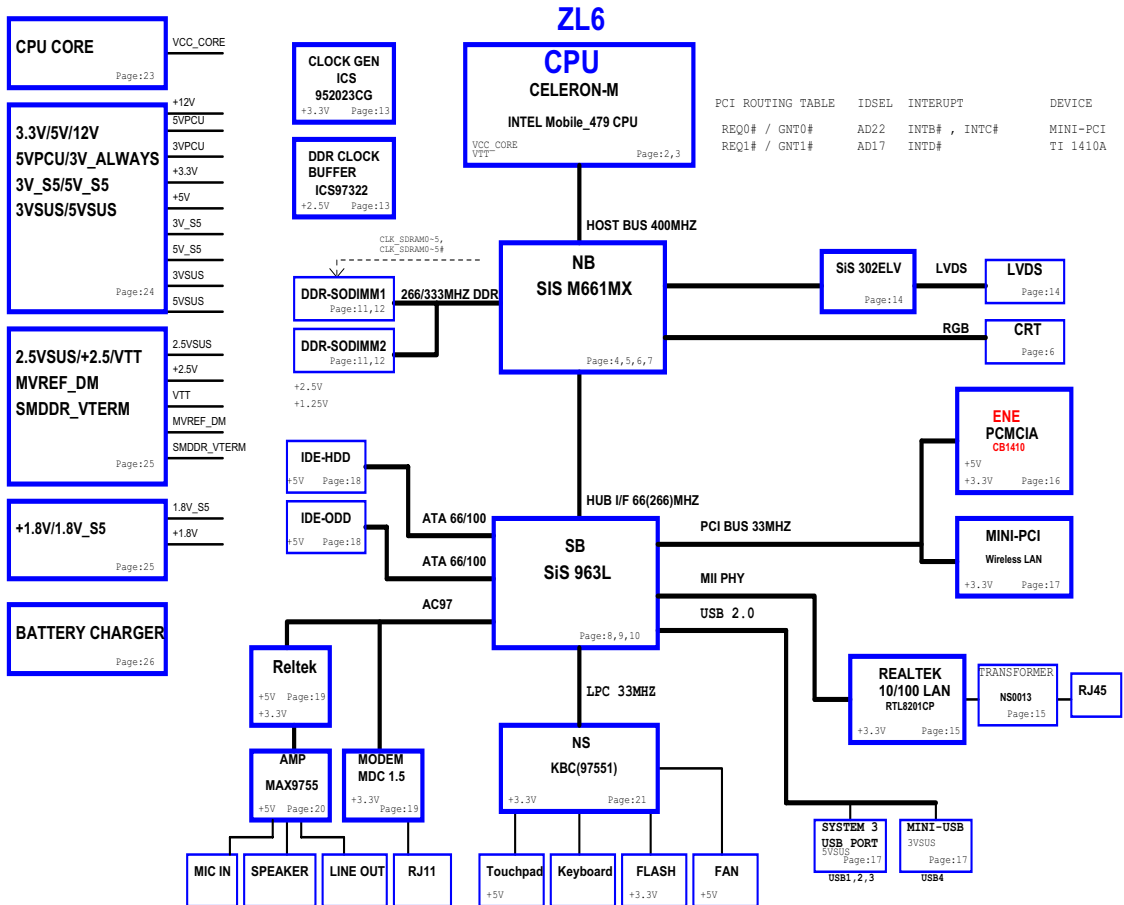 ZL6
CPU CORE
Page:23
VCC_CORE
3.3V/5V/12V
5VPCU/3V_ALWAYS
3V_S5/5V_S5
3VSUS/5VSUS
Page:24
+12V
5VPCU
3VPCU
+3.3V
+5V
3V_S5
5V_S5
3VSUS
5VSUS
2.5VSUS/+2.5/VTT
MVREF_DM
SMDDR_VTERM
Page:25
2.5VSUS
+2.5V
VTT
MVREF_DM
SMDDR_VTERM
+1.8V/1.8V_S5
Page:25
1.8V_S5
+1.8V
BATTERY CHARGER
Page:26
CLOCK GEN
ICS
952023CG
+3.3V Page:13
DDR CLOCK
BUFFER
ICS97322
+2.5V Page:13
CPU
CELERON-M
INTEL Mobile_479 CPU
VCC_CORE
VTT
Page:2,3
PCI ROUTING TABLE IDSEL INTERUPT DEVICE
REQ0# / GNT0# AD22 INTB# , INTC# MINI-PCI
REQ1# / GNT1# AD17 INTD# TI 1410A
HOST BUS 400MHZ
CLK_SDRAM0~5,
CLK_SDRAM0~5#
DDR-SODIMM1
Page:11,12
266/333MHZ DDR
DDR-SODIMM2
Page:11,12
+2.5V
+1.25V
NB
SIS M661MX
Page:4,5,6,7
SiS 302ELV
Page:14
LVDS
LVDS
Page:14
RGB
CRT
Page:6
ENE
PCMCIA
CB1410
+5V
+3.3V Page:16
HUB I/F 66(266)MHZ
IDE-HDD
+5V Page:18
IDE-ODD
+5V Page:18
ATA 66/100
ATA 66/100
AC97
SB
SiS 963L
Page:8,9,10
PCI BUS 33MHZ
MII PHY
USB 2.0
MINI-PCI
Wireless LAN
+3.3V Page:17
Reltek
+5V Page:19
+3.3V
LPC 33MHZ
REALTEK
10/100 LAN
RTL8201CP
+3.3V Page:15
TRANSFORMER
NS0013
Page:15
RJ45
AMP
MAX9755
+5V Page:20
MODEM
MDC 1.5
+3.3V
Page:19
NS
KBC(97551)
+3.3V Page:21
SYSTEM 3
USB PORT
5VSUS
Page:17
USB1,2,3
MINI-USB
3VSUS
Page:17
USB4
MIC IN
SPEAKER
LINE OUT
RJ11
Touchpad
+5V
Keyboard
FLASH
+3.3V
FAN
+5V